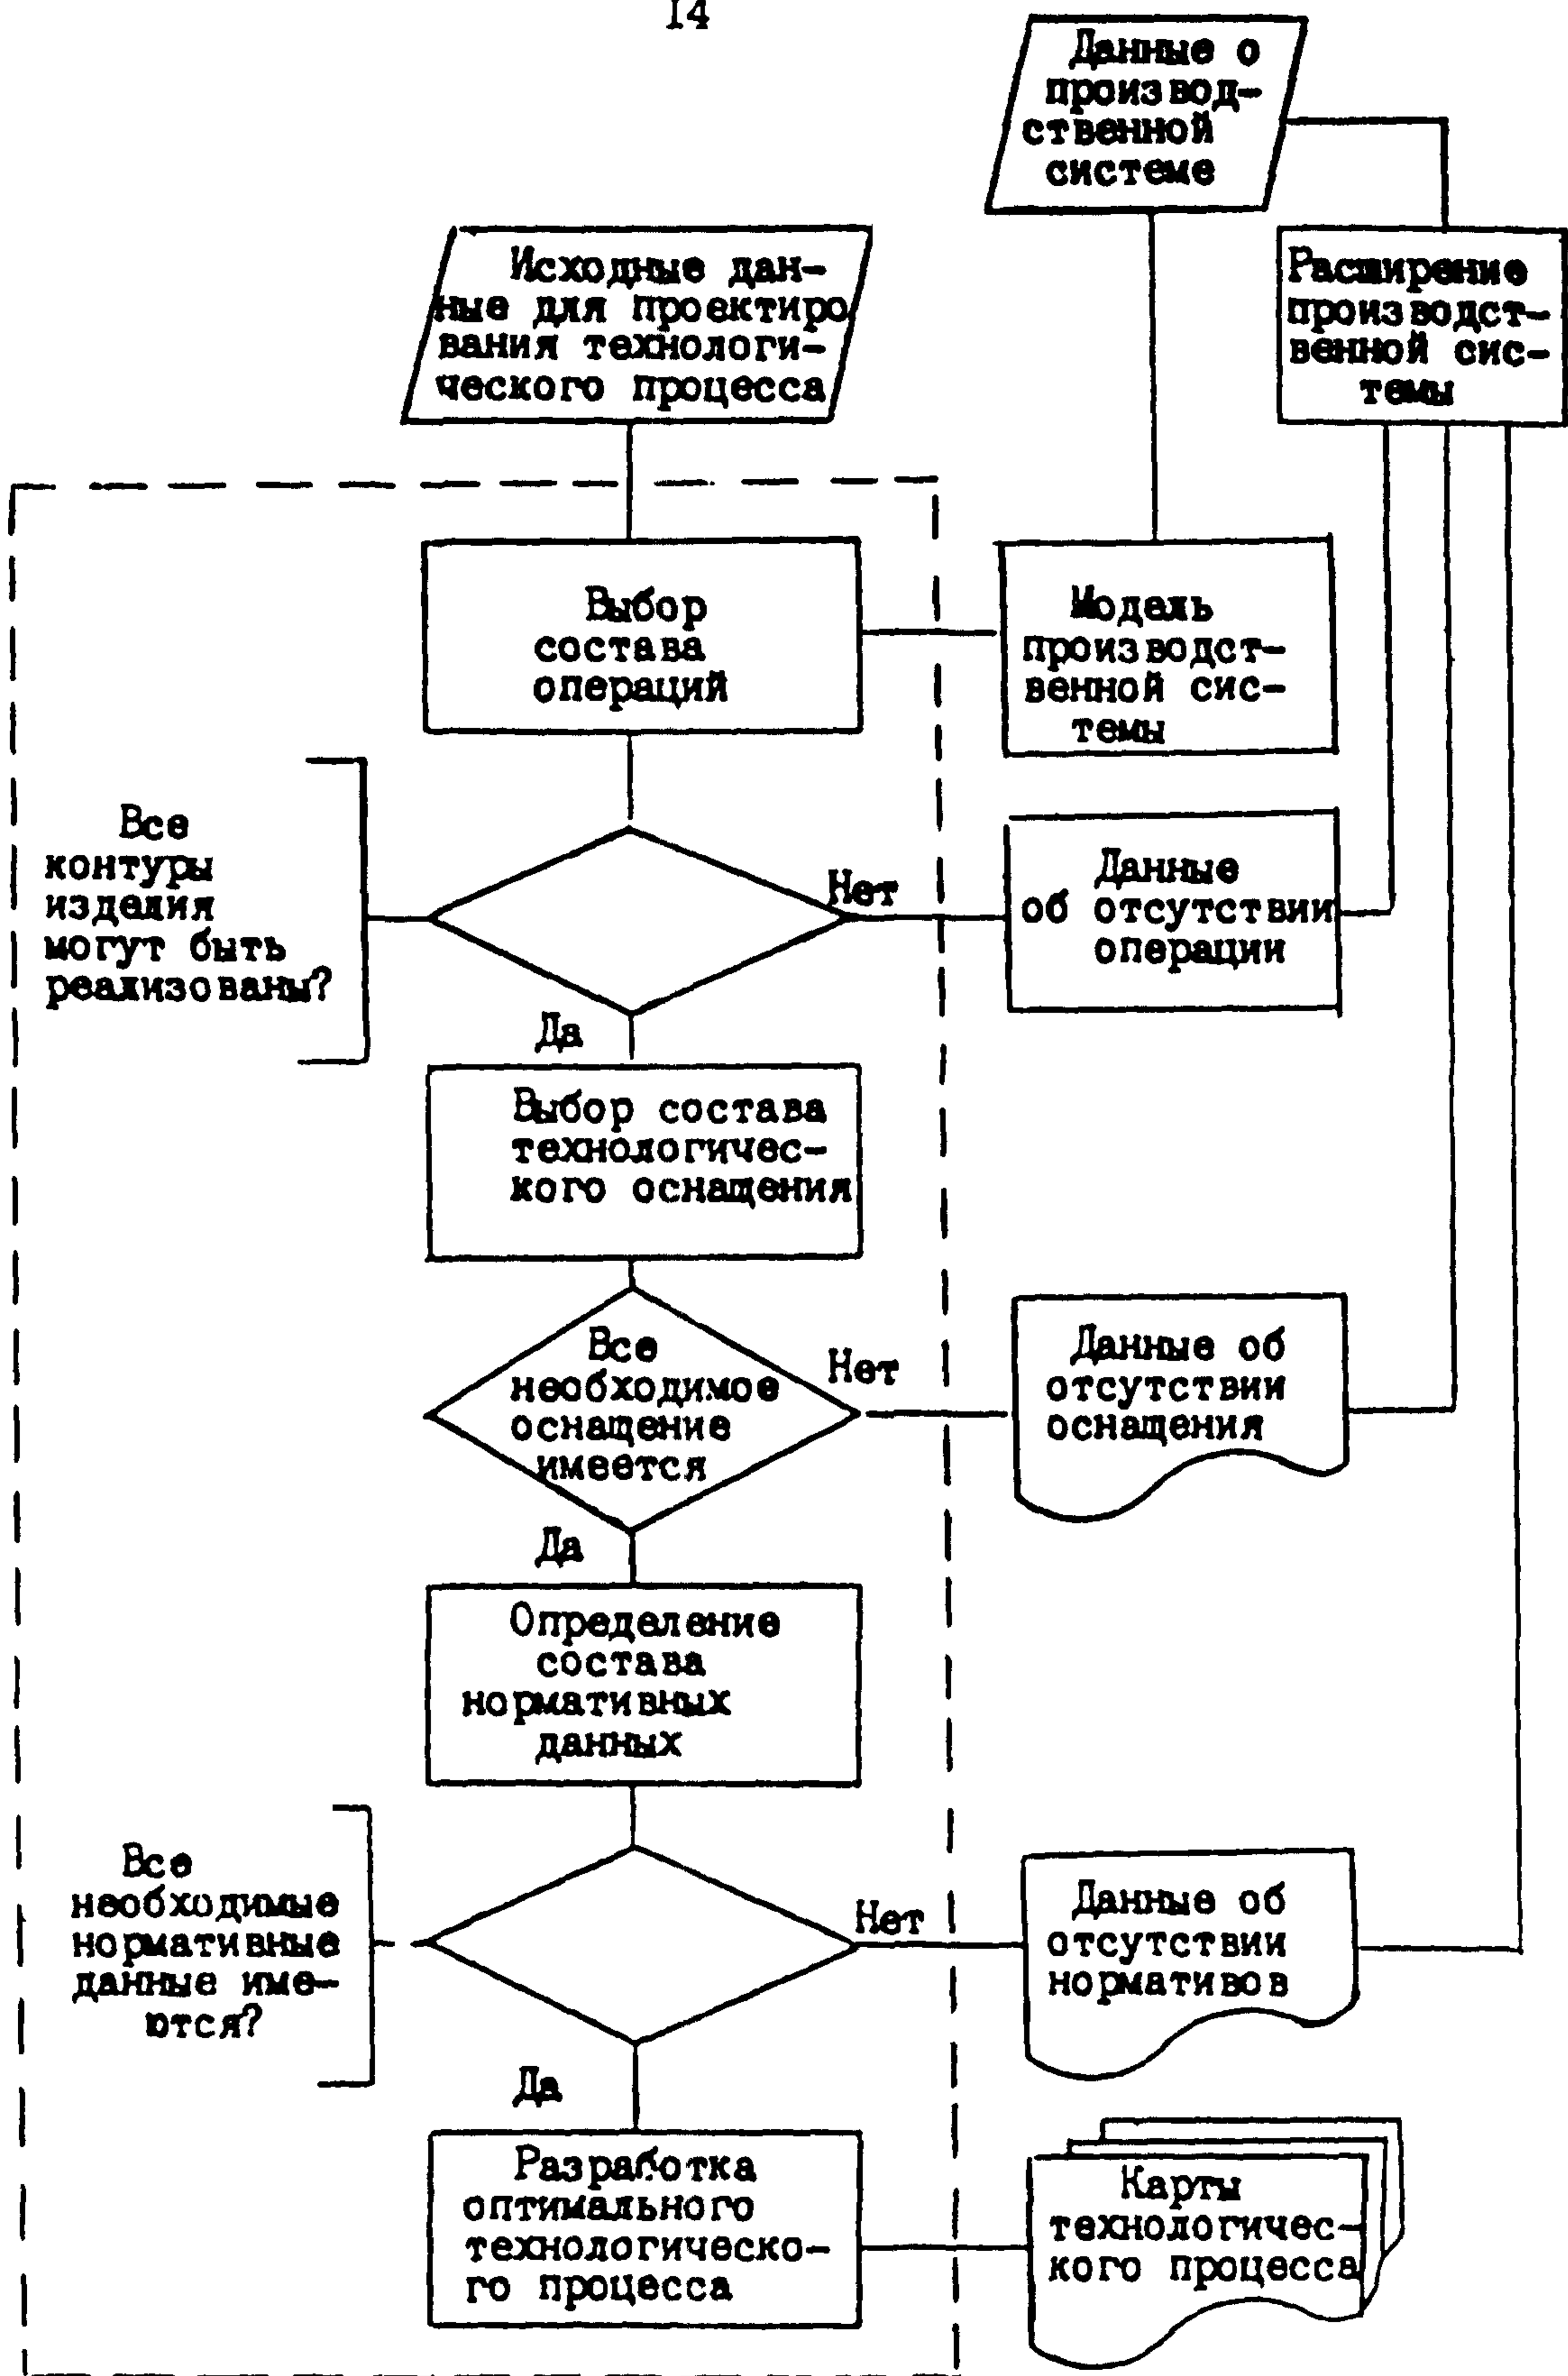 14
Данные о
производ-
ственной
системе
Исходные дан-
ные для проектиро
вания технологи-
ческого процесса
Расширение
производст-
венной сис-
темы
Выбор
состава
операций
Модель
производст-
венной сис-
темы
Все
контуры
изделия
могут быть
реализованы?
Нет
Данные
об отсутствии
операции
Да
Выбор состава
технологичес-
кого оснащения
Все
необходимое
оснащение
имеется
Нет
Данные об
отсутствии
оснащения
Да
Определение
состава
нормативных
данных
Все
необходимые
нормативные
данные име-
ются?
Нет
Данные об
отсутствии
нормативов
Да
Разработка
оптимального
технологическо-
го процесса
Карты
технологичес-
кого процесса